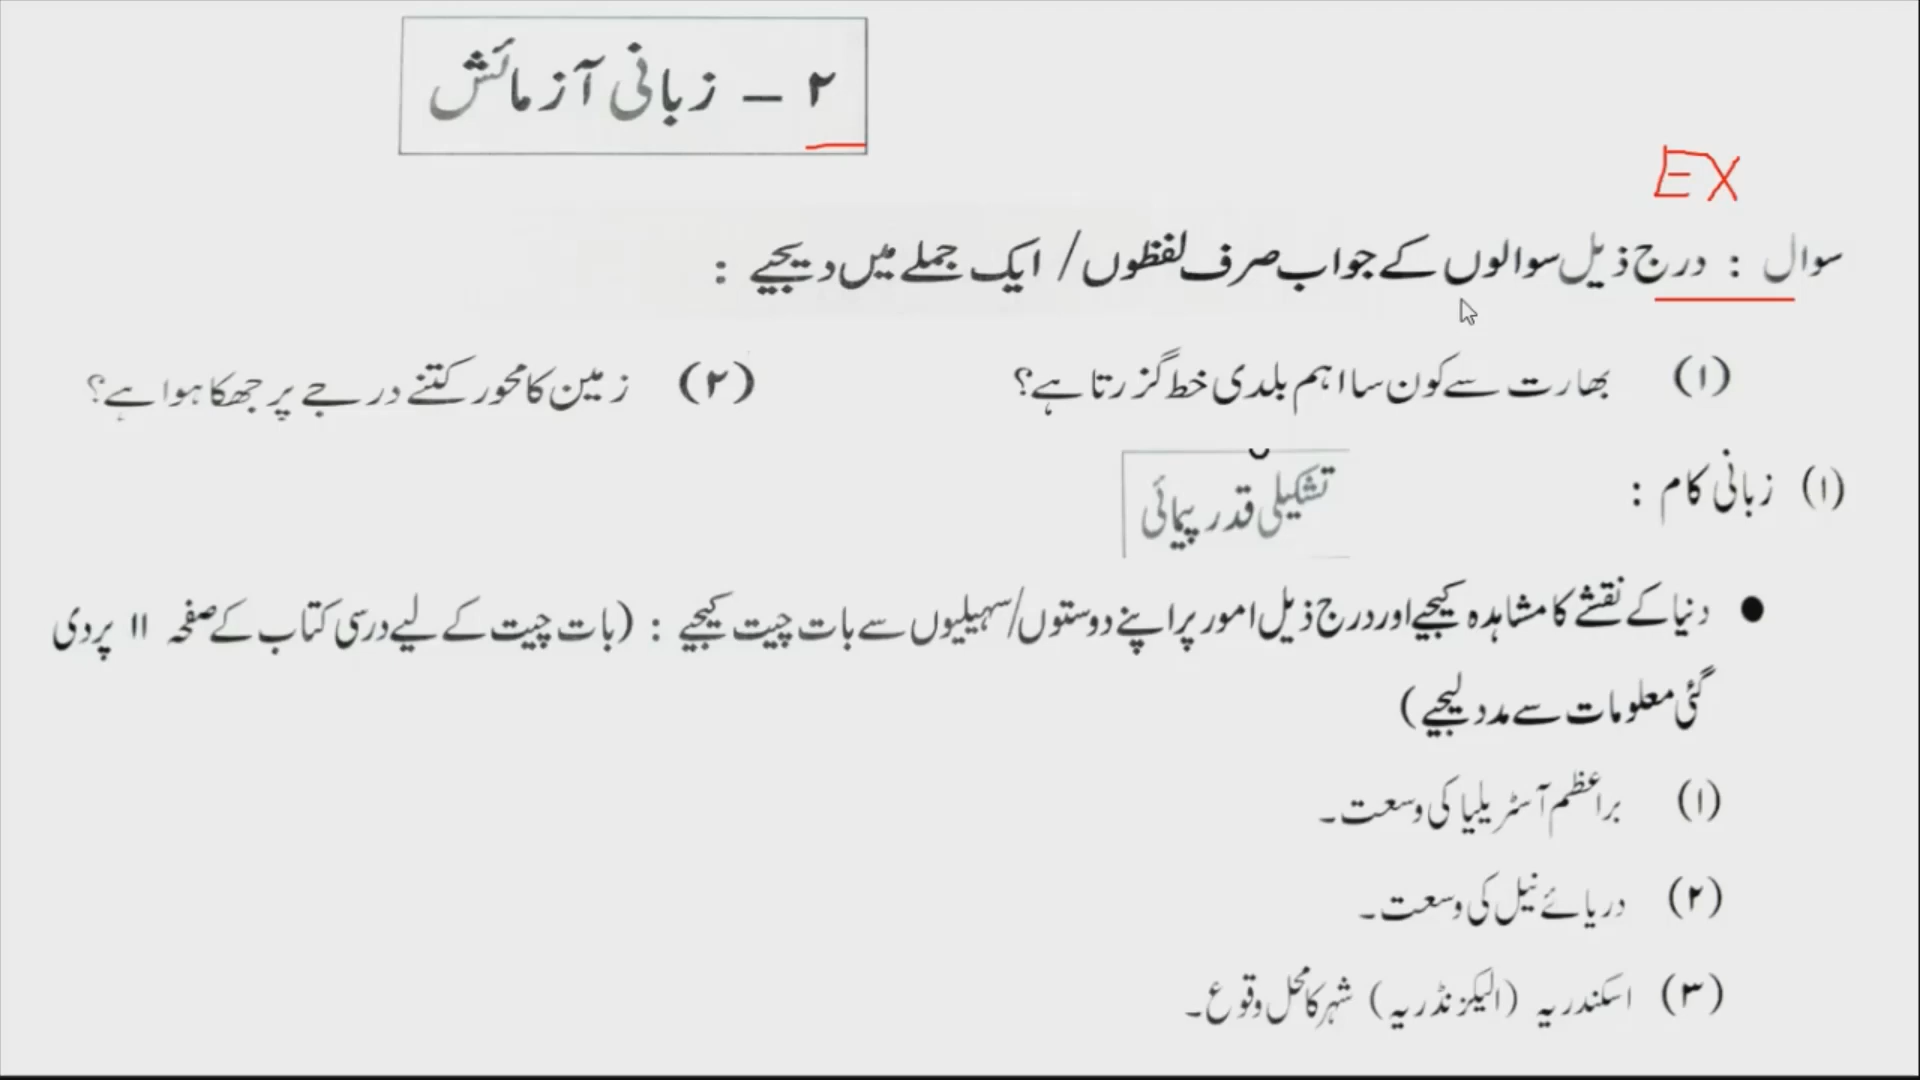 ۲ – زبانی آزمائش
EX
سوال : درج ذیل سوالوں کے جواب صرف لفظوں / ایک جملے میں دیجیے :
(۱) بھارت سے کون سا اہم بلدی خط گزرتا ہے؟ (۲) زمین کا محور کتنے درجے پر جھکا ہوا ہے؟
(۱) زبانی کام : تشکیلی قدر پیمائی
● دنیا کے نقشے کا مشاہدہ کیجیے اور درج ذیل امور پر اپنے دوستوں/سہیلیوں سے بات چیت کیجیے : (بات چیت کے لیے درسی کتاب کے صفحہ ۱۱ پر دی
گئی معلومات سے مدد لیجیے)
(۱) براعظم آسٹریلیا کی وسعت۔
(۲) دریائے نیل کی وسعت۔
(۳) اسکندریہ (الیکزنڈریہ) شہر کا محل وقوع۔